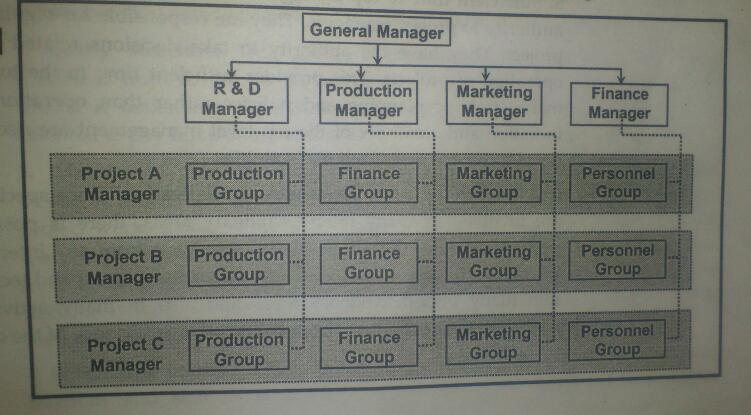 General Manager
R & D
Manager
Production
Manager
Marketing
Manager
Finance
Manager
Project A
Manager
Production
Group
Finance
Group
Marketing
Group
Personnel
Group
Project B
Manager
Production
Group
Finance
Group
Marketing
Group
Personnel
Group
Project C
Manager
Production
Group
Finance
Group
Marketing
Group
Personnel
Group